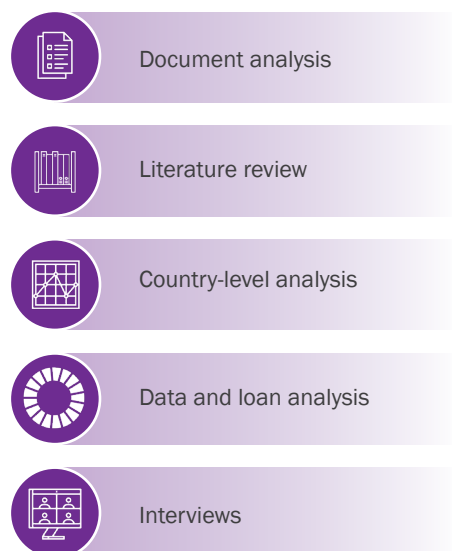 Document analysis
Literature review
Country-level analysis
Data and loan analysis
Interviews